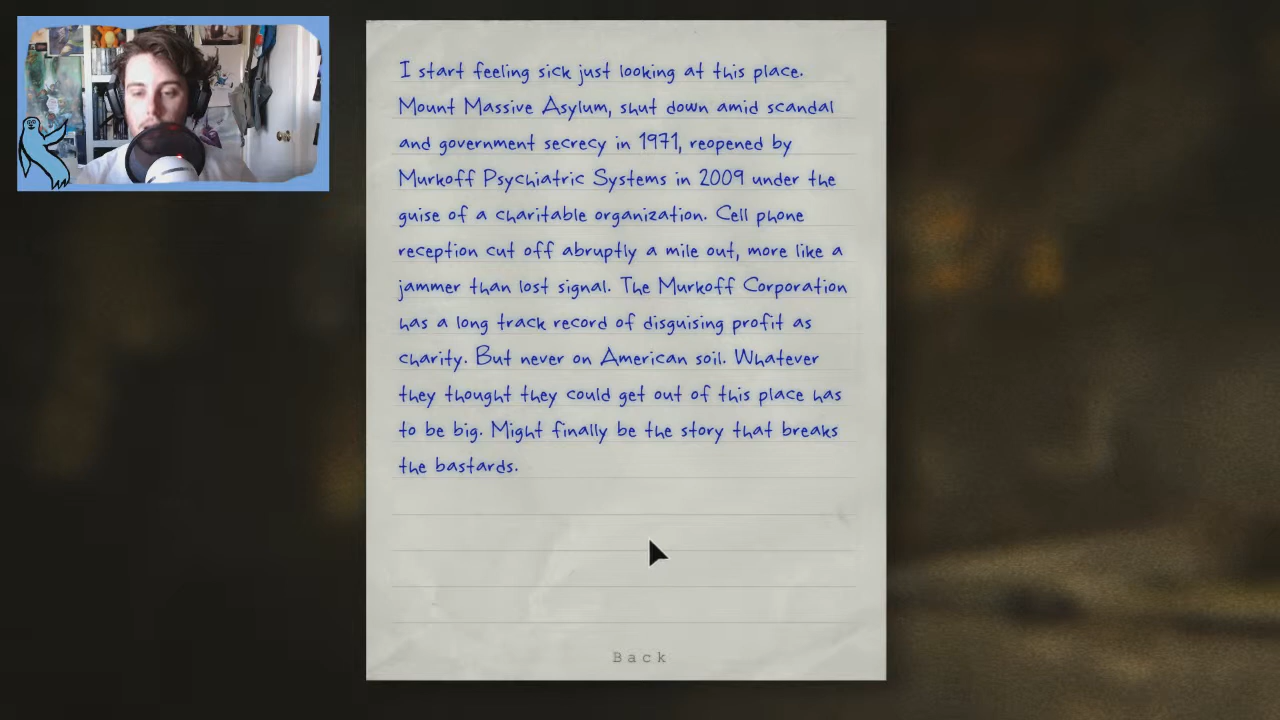 I start feeling sick just looking at this place.
Mount Massive Asylum, shut down amid scandal
and government secrecy in 1971, reopened by
Murkoff Psychiatric Systems in 2009 under the
guise of a charitable organization. Cell phone
reception cut off abruptly a mile out, more like a
jammer than lost signal. The Murkoff Corporation
has a long track record of disguising profit as
charity. But never on American soil. Whatever
they thought they could get out of this place has
to be big. Might finally be the story that breaks
the bastards.
Back